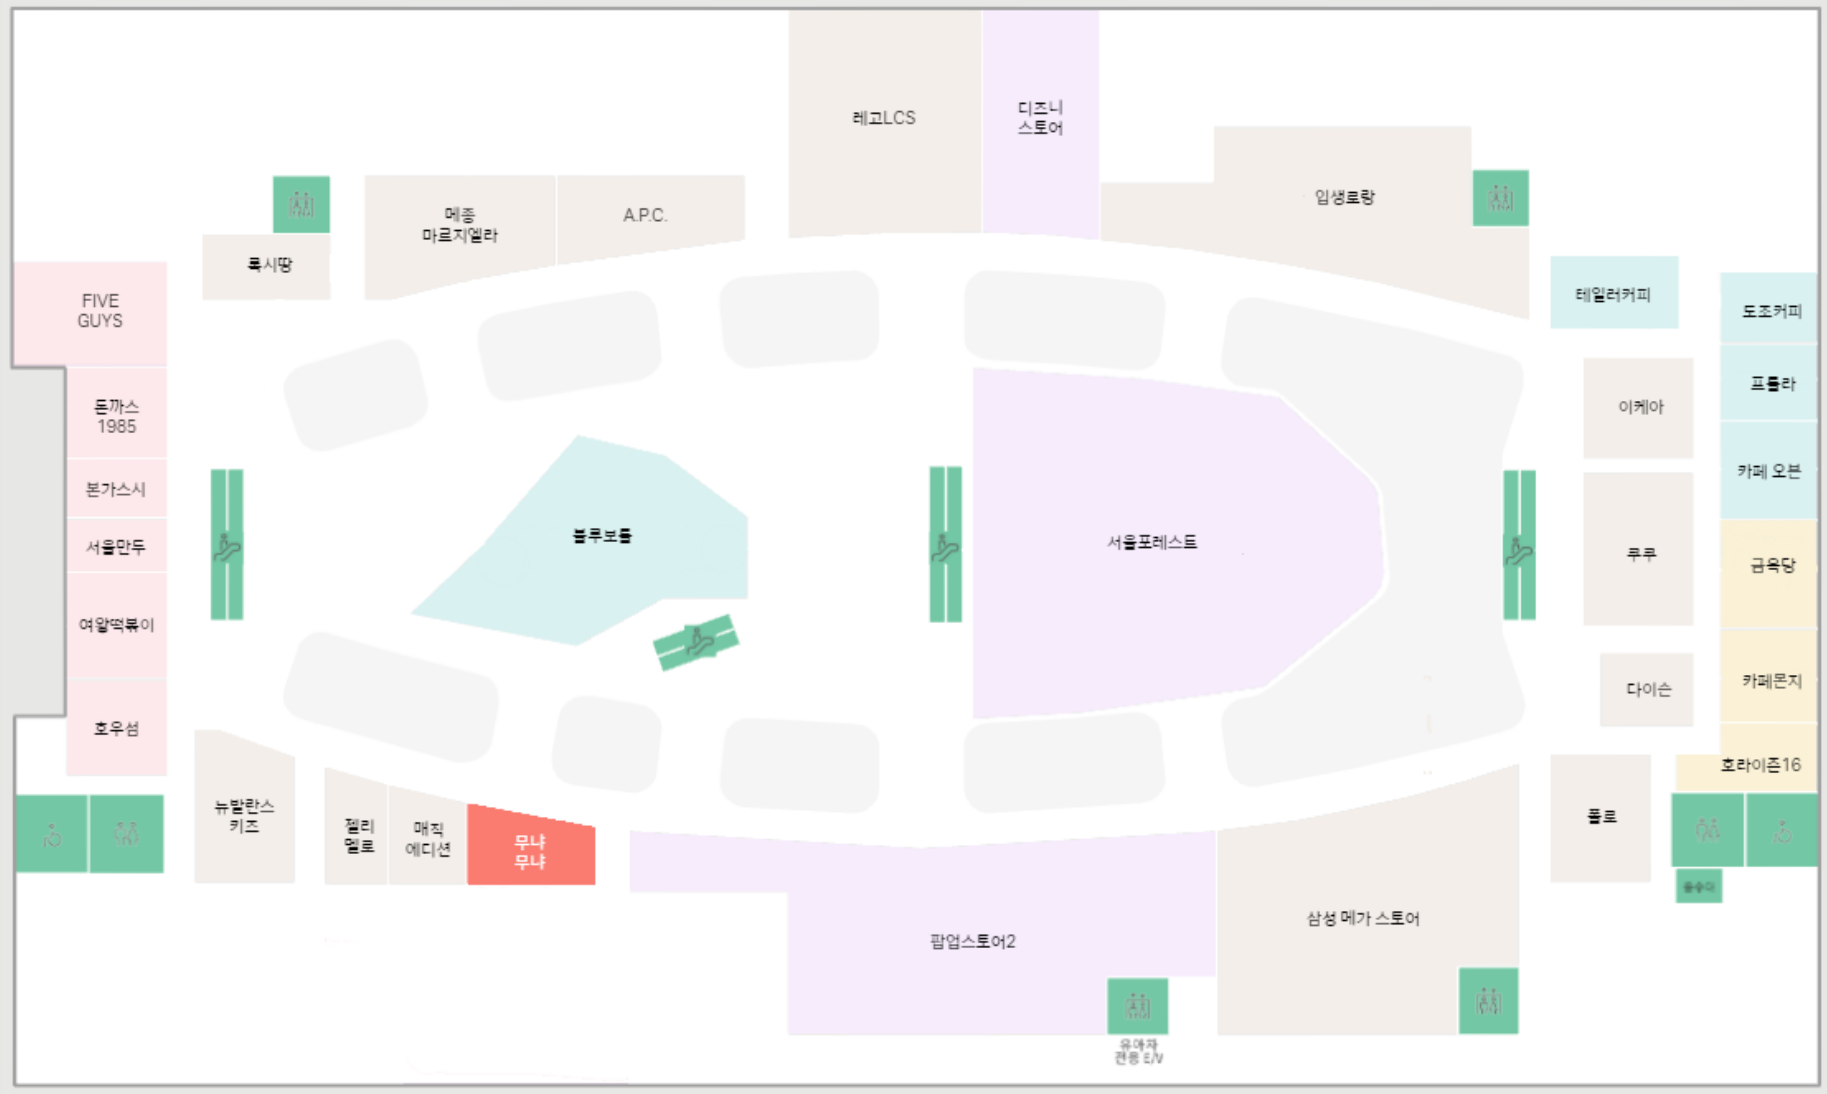 레고LCS
디즈니
스토어
입생로랑
메종
마르지엘라
A.P.C.
록시땅
FIVE
GUYS
테일러커피
도조커피
돈까스
1985
이케아
프롤라
본가스시
카페 오븐
서울만두
블루보틀
서울포레스트
쿠쿠
금옥당
여왕떡볶이
호우섬
다이슨
카페몬지
호라이즌16
뉴발란스
키즈
젤리
멜로
매직
에디션
무냐
무냐
폴로
음수대
팝업스토어2
삼성 메가 스토어
유아차
전용 E/V